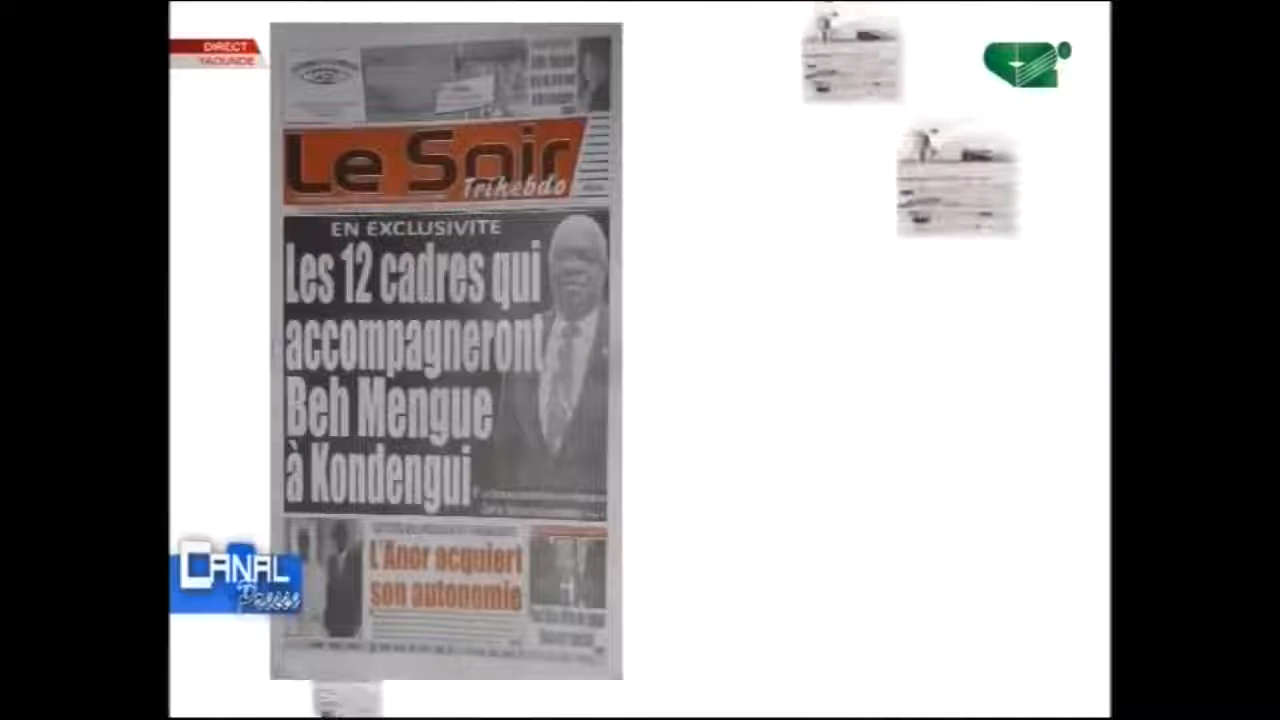 DIRECT
YAOUNDE
Le Soir
Trihebdo
EN EXCLUSIVITE
Les 12 cadres qui
accompagneront
Beh Mengue
à Kondengui
L'Anor acquiert
son autonomie
CANAL
Presse